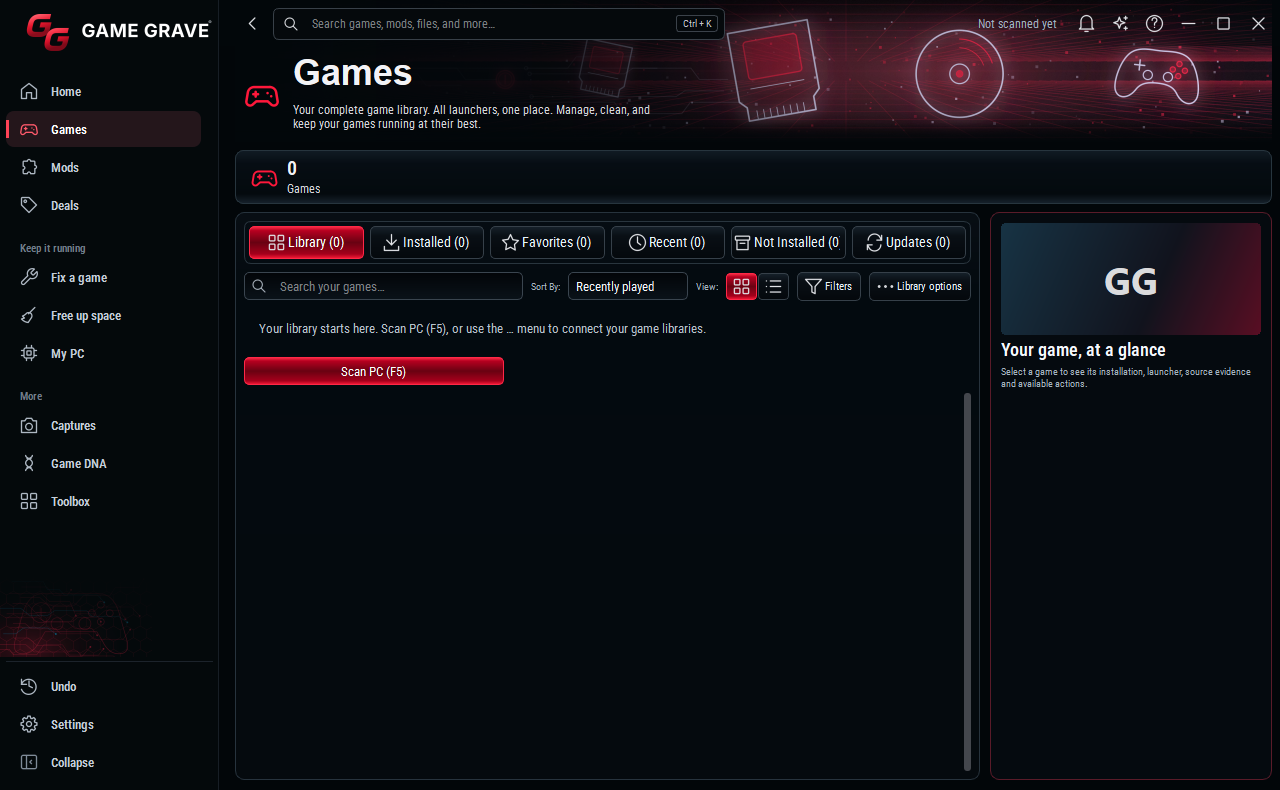 GG GAME GRAVE
Search games, mods, files, and more...
Ctrl + K
Not scanned yet
Home
Games
Mods
Deals
Keep it running
Fix a game
Free up space
My PC
More
Captures
Game DNA
Toolbox
Undo
Settings
Collapse
Games
Your complete game library. All launchers, one place. Manage, clean, and
keep your games running at their best.
0
Games
Library (0)
Installed (0)
Favorites (0)
Recent (0)
Not Installed (0
Updates (0)
Search your games...
Sort By:
Recently played
View:
Filters
Library options
Your library starts here. Scan PC (F5), or use the ... menu to connect your game libraries.
Scan PC (F5)
GG
Your game, at a glance
Select a game to see its installation, launcher, source evidence
and available actions.